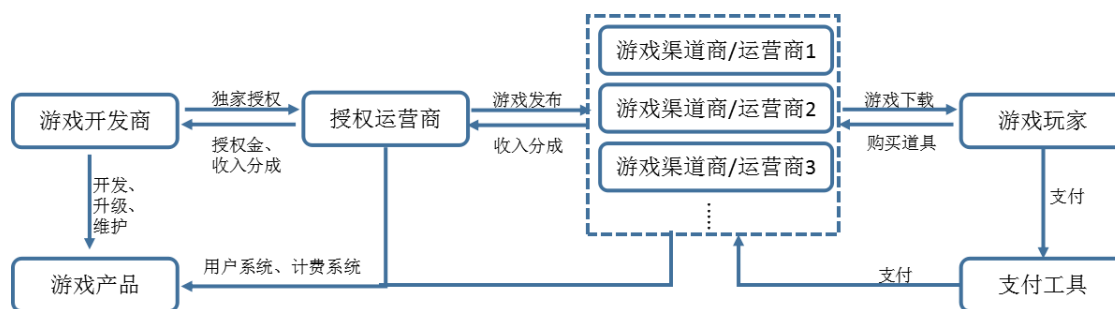 游戏渠道商/运营商1
独家授权
游戏发布
游戏下载
游戏开发商
授权运营商
游戏渠道商/运营商2
游戏玩家
授权金、
收入分成
收入分成
购买道具
游戏渠道商/运营商3
开发、
升级、
维护
支付
......
用户系统、计费系统
支付
游戏产品
支付工具